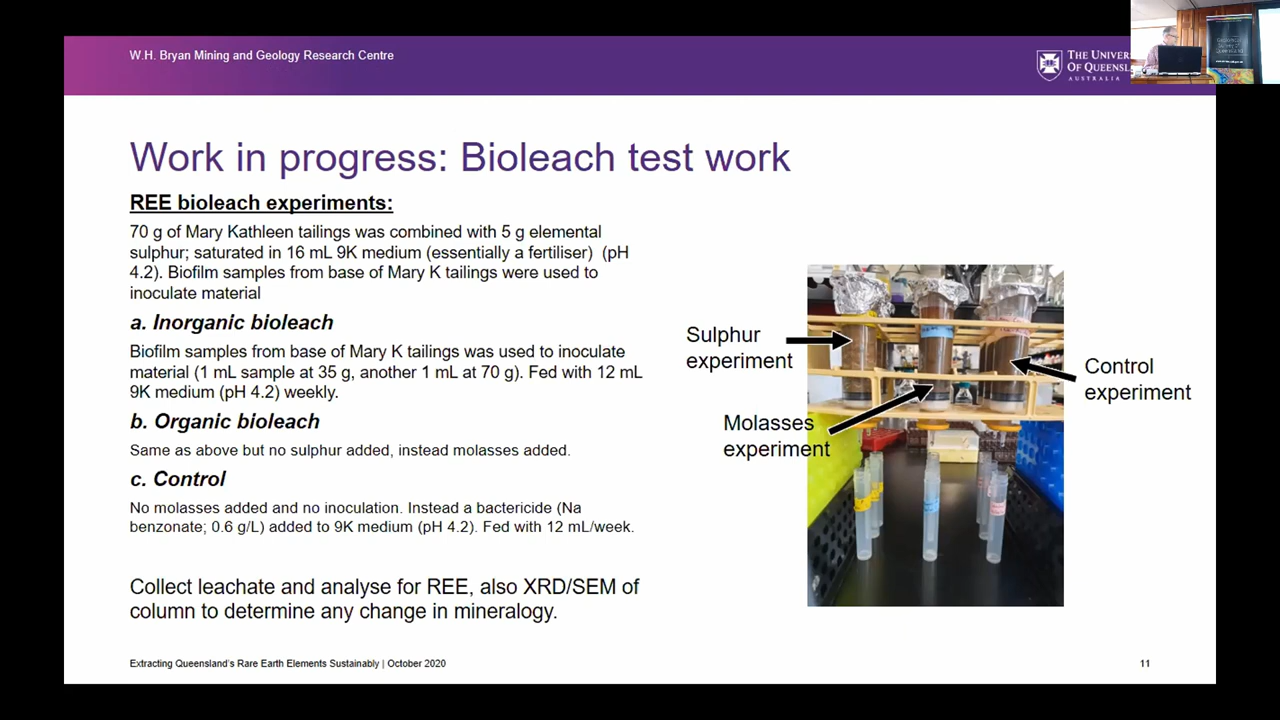 W.H. Bryan Mining and Geology Research Centre
THE UNIVER
OF QUEENSL
AUSTRALIA
Work in progress: Bioleach test work
REE bioleach experiments:
70 g of Mary Kathleen tailings was combined with 5 g elemental
sulphur; saturated in 16 mL 9K medium (essentially a fertiliser) (pH
4.2). Biofilm samples from base of Mary K tailings were used to
inoculate material
a. Inorganic bioleach
Biofilm samples from base of Mary K tailings was used to inoculate
material (1 mL sample at 35 g, another 1 mL at 70 g). Fed with 12 mL
9K medium (pH 4.2) weekly.
b. Organic bioleach
Same as above but no sulphur added, instead molasses added.
c. Control
No molasses added and no inoculation. Instead a bactericide (Na
benzonate; 0.6 g/L) added to 9K medium (pH 4.2). Fed with 12 mL/week.
Collect leachate and analyse for REE, also XRD/SEM of
column to determine any change in mineralogy.
Sulphur
experiment
Molasses
experiment
Control
experiment
Extracting Queensland's Rare Earth Elements Sustainably | October 2020
11